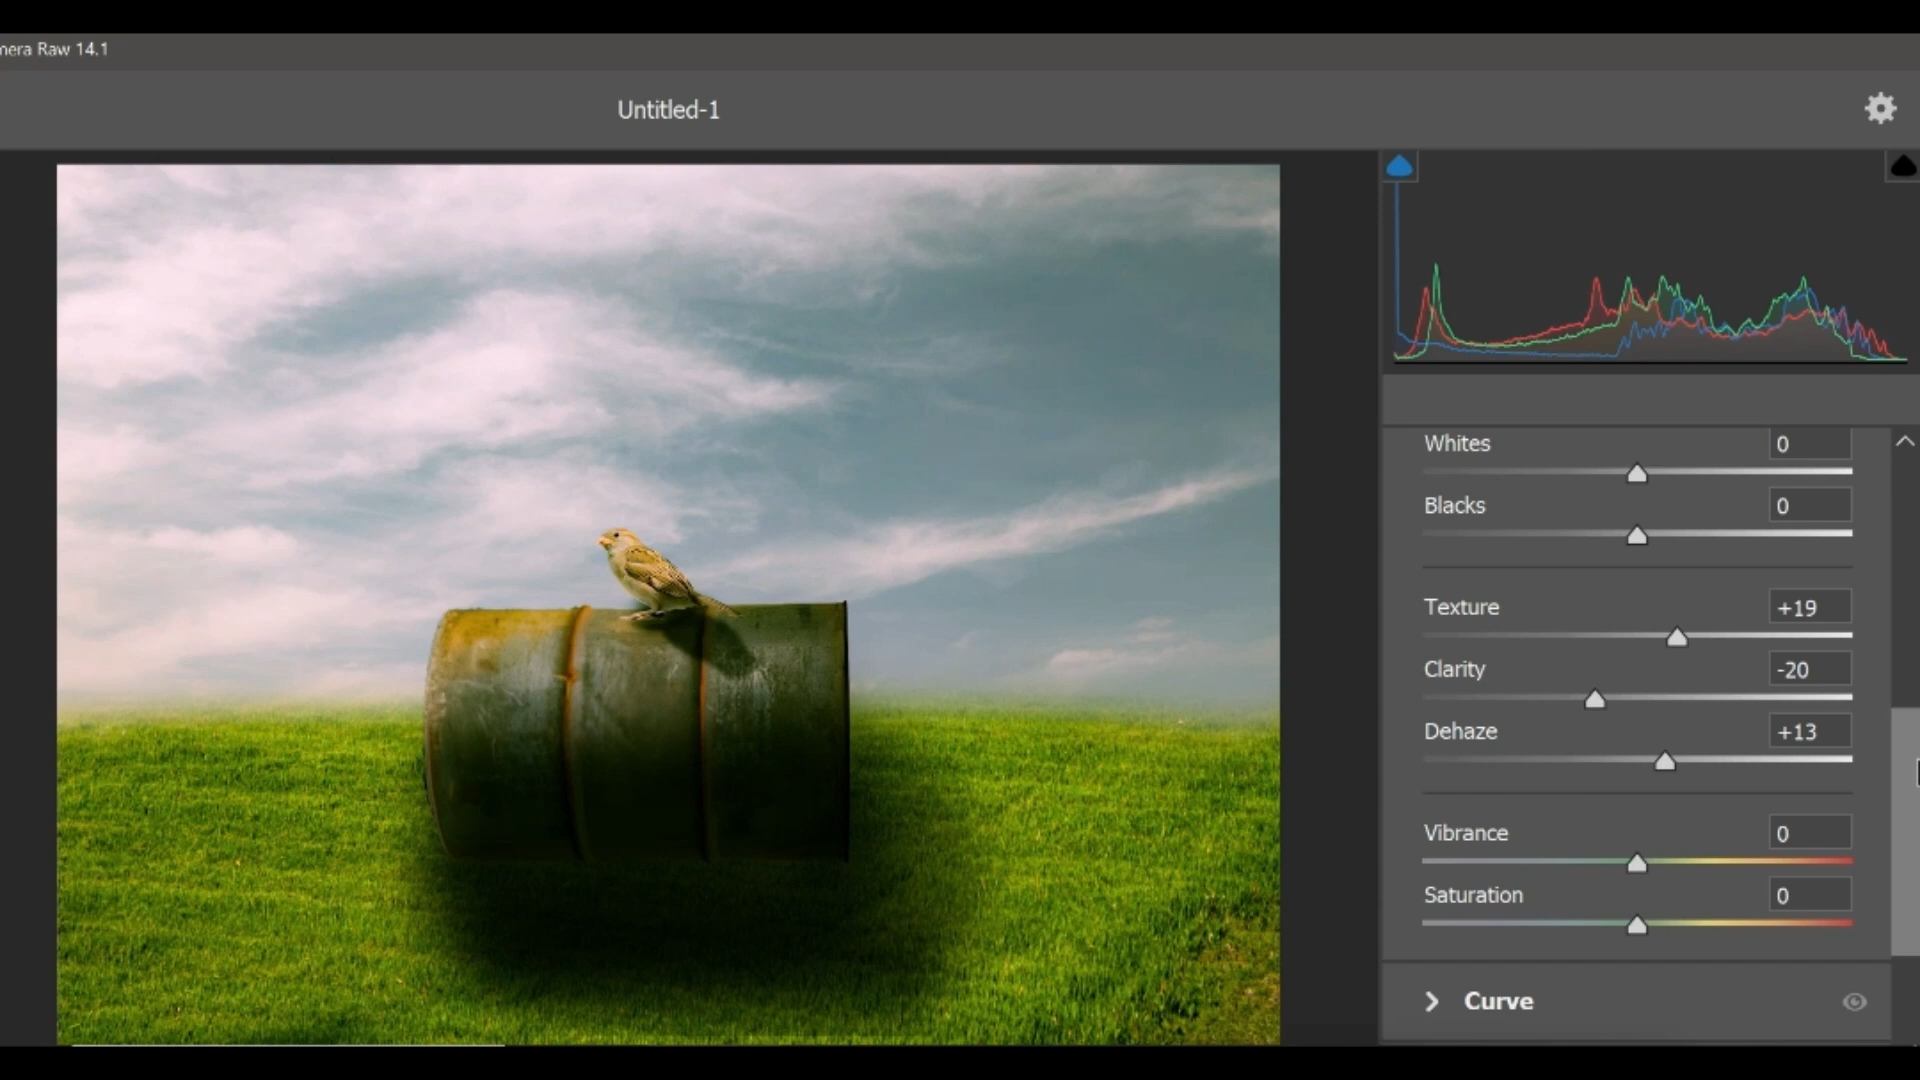 mera Raw 14.1
Untitled-1
Whites 0
Blacks 0
Texture +19
Clarity -20
Dehaze +13
Vibrance 0
Saturation 0
Curve